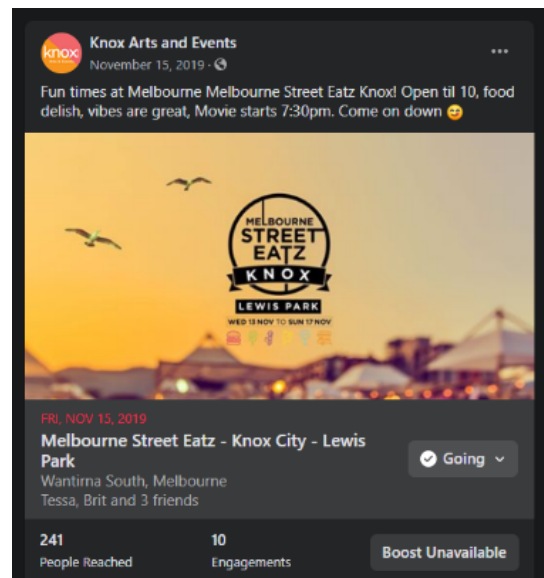 Knox Arts and Events
knox
November 15, 2019 ·
Fun times at Melbourne Melbourne Street Eatz Knox! Open til 10, food
delish, vibes are great, Movie starts 7:30pm. Come on down 😅
MELBOURNE
STREET
EATZ
KNOX
LEWIS PARK
WED 13 NOV TO SUN 17 NOV
FRI, NOV 15, 2019
Melbourne Street Eatz - Knox City - Lewis
Park
Going
Wantirna South, Melbourne
Tessa, Brit and 3 friends
241
10
People Reached
Engagements
Boost Unavailable